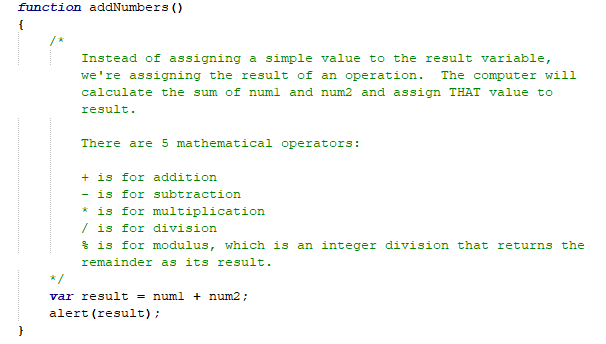 function addNumbers()
{
/*
Instead of assigning a simple value to the result variable,
we're assigning the result of an operation.  The computer will
calculate the sum of num1 and num2 and assign THAT value to
result.
There are 5 mathematical operators:
+ is for addition
- is for subtraction
* is for multiplication
/ is for division
% is for modulus, which is an integer division that returns the
remainder as its result.
*/
var result = num1 + num2;
alert(result);
}